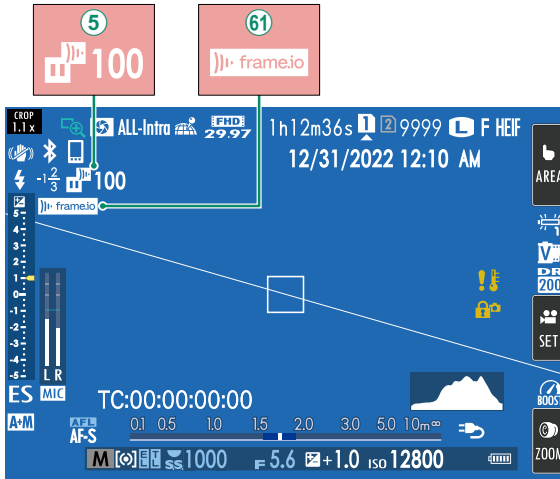 5
61
100
frame.io
CROP
1.1 x
ALL-Intra
FHD
29.97
1h12m36s 1 2 9999 L F HEIF
12/31/2022 12:10 AM
AREA
-1 2/3
100
frame.io
5
4
3
2
1
0
-1
-2
-3
-4
-5
L R
ES MIC
1
V
DR
200
SET
BOOST
ZOOM
TC:00:00:00:00
A+M
AFL
AF-S
0.1 0.5 1.0 1.5 2.0 3.0 5.0 10m ∞
M ET L SS 1000 F 5.6 +1.0 ISO 12800